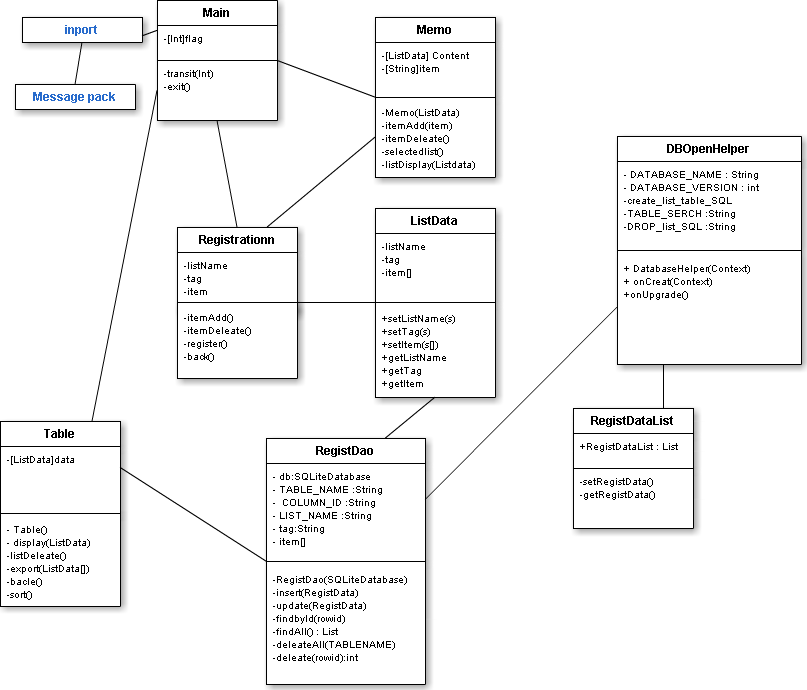 inport
Message pack
Main
-[Int]flag
-transit(Int)
-exit()
Memo
-[ListData] Content
-[String]item
-Memo(ListData)
-itemAdd(item)
-itemDeleate()
-selectedlist()
-listDisplay(Listdata)
DBOpenHelper
- DATABASE_NAME : String
- DATABASE_VERSION : int
-create_list_table_SQL
-TABLE_SERCH :String
-DROP_list_SQL :String
+ DatabaseHelper(Context)
+ onCreat(Context)
+onUpgrade()
Registrationn
-listName
-tag
-item
-itemAdd()
-itemDeleate()
-register()
-back()
ListData
-listName
-tag
-item[]
+setListName(s)
+setTag(s)
+setItem(s[])
+getListName
+getTag
+getItem
Table
-[ListData]data
- Table()
- display(ListData)
-listDeleate()
-export(ListData[])
-bacle()
-sort()
RegistDao
- db:SQLiteDatabase
- TABLE_NAME :String
- COLUMN_ID :String
- LIST_NAME :String
- tag:String
- item[]
-RegistDao(SQLiteDatabase)
-insert(RegistData)
-update(RegistData)
-findbyId(rowid)
-findAll() : List
-deleateAll(TABLENAME)
-deleate(rowid):int
RegistDataList
+RegistDataList : List
-setRegistData()
-getRegistData()